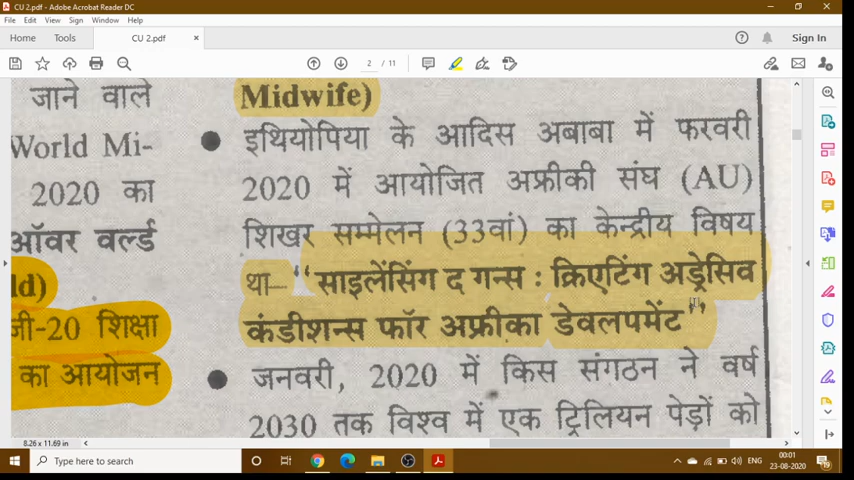 CU 2.pdf - Adobe Acrobat Reader DC
File Edit View Sign Window Help
Home Tools CU 2.pdf × Sign In
2 / 11
जाने वाले
World Mi-
2020 का
ऑवर वर्ल्ड
ld)
जी-20 शिक्षा
का आयोजन
Midwife)
● इथियोपिया के आदिस अबाबा में फरवरी
2020 में आयोजित अफ्रीकी संघ (AU)
शिखर सम्मेलन (33वां) का केन्द्रीय विषय
था– ‘‘साइलेंसिंग द गन्स : क्रिएटिंग अड्रेसिव
कंडीशन्स फॉर अफ्रीका डेवलपमेंट’’
● जनवरी, 2020 में किस संगठन ने वर्ष
2030 तक विश्व में एक ट्रिलियन पेड़ों को
8.26 x 11.69 in
Type here to search
ENG
00:01
23-08-2020